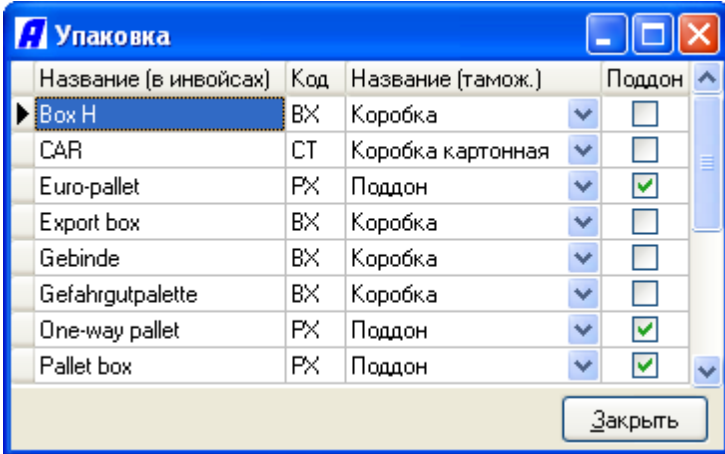 Упаковка
Название (в инвойсах) Код Название (тамож.) Поддон
Box H BX Коробка
CAR CT Коробка картонная
Euro-pallet PX Поддон
Export box BX Коробка
Gebinde BX Коробка
Gefahrgutpalette BX Коробка
One-way pallet PX Поддон
Pallet box PX Поддон
Закрыть